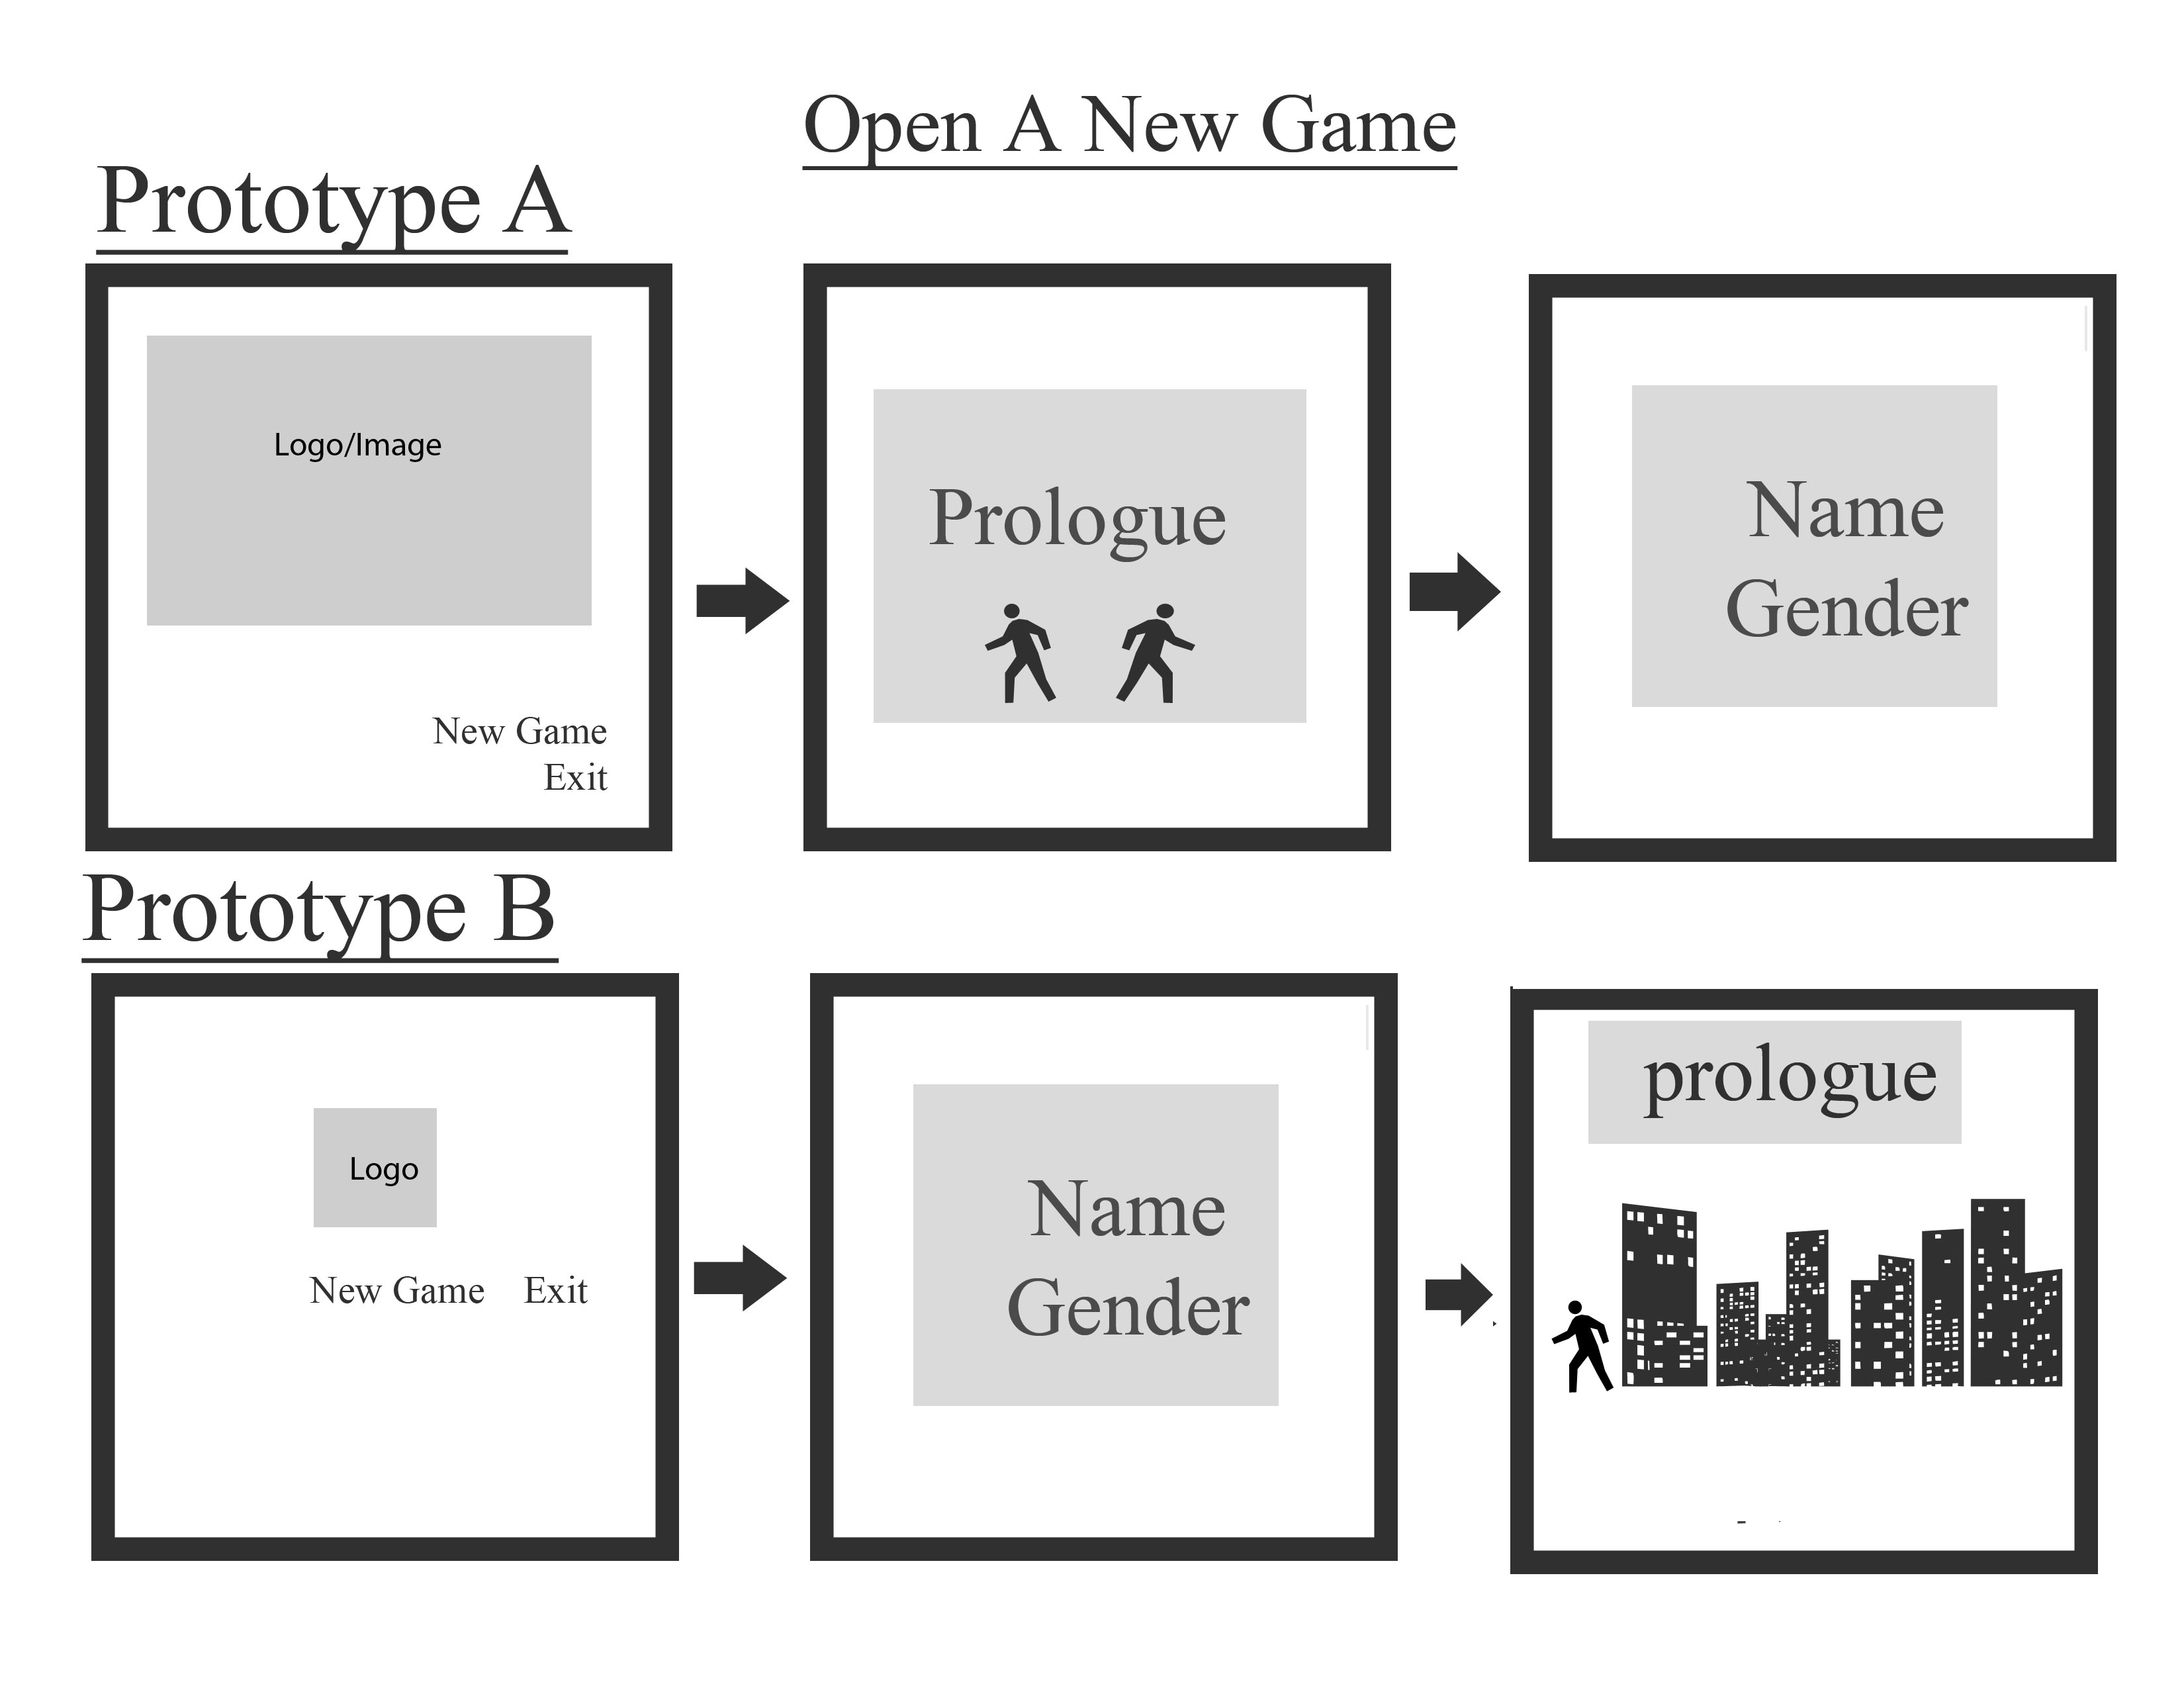 Open A New Game
Prototype A
Logo/Image
New Game
Exit
Prologue
Name
Gender
Prototype B
Logo
New Game Exit
Name
Gender
prologue